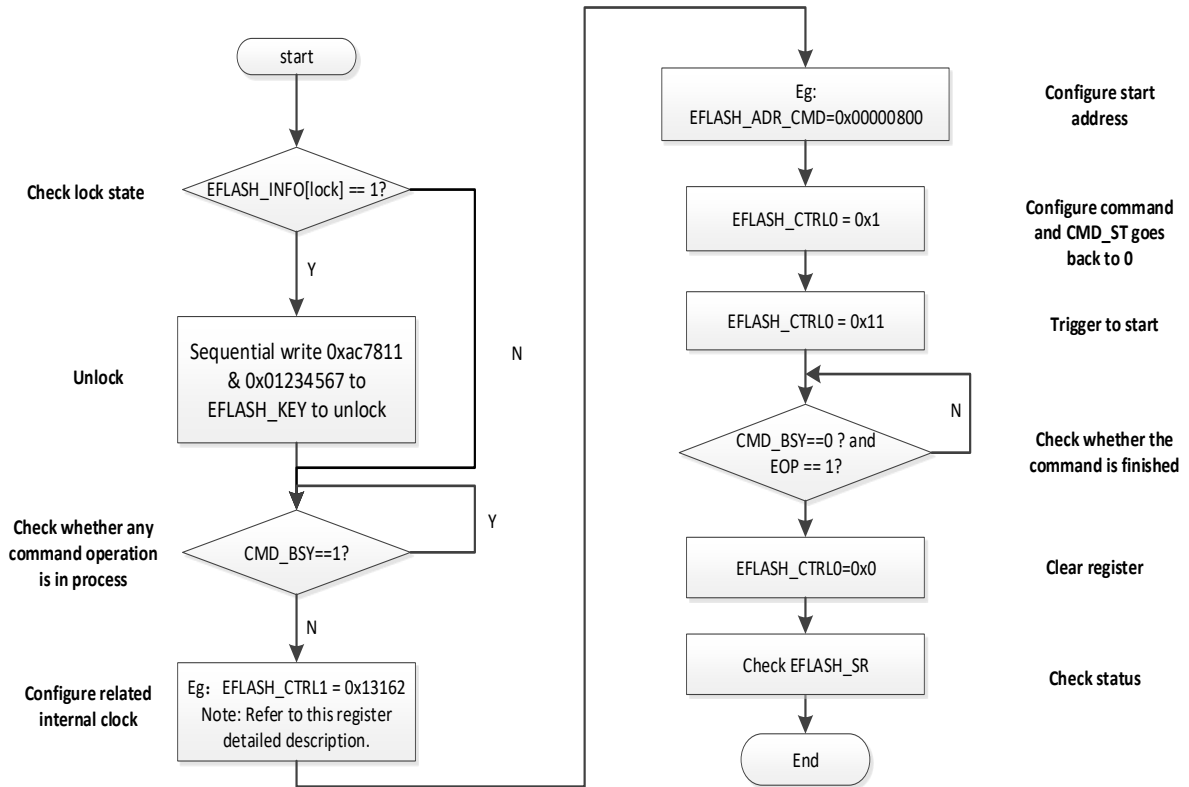 start
Check lock state
EFLASH_INFO[lock] == 1?
Y
N
Unlock
Sequential write 0xac7811
& 0x01234567 to
EFLASH_KEY to unlock
Check whether any
command operation
is in process
CMD_BSY==1?
Y
N
Configure related
internal clock
Eg: EFLASH_CTRL1 = 0x13162
Note: Refer to this register
detailed description.
Eg:
EFLASH_ADR_CMD=0x00000800
Configure start
address
EFLASH_CTRL0 = 0x1
Configure command
and CMD_ST goes
back to 0
EFLASH_CTRL0 = 0x11
Trigger to start
N
CMD_BSY==0 ? and
EOP == 1?
Check whether the
command is finished
EFLASH_CTRL0=0x0
Clear register
Check EFLASH_SR
Check status
End